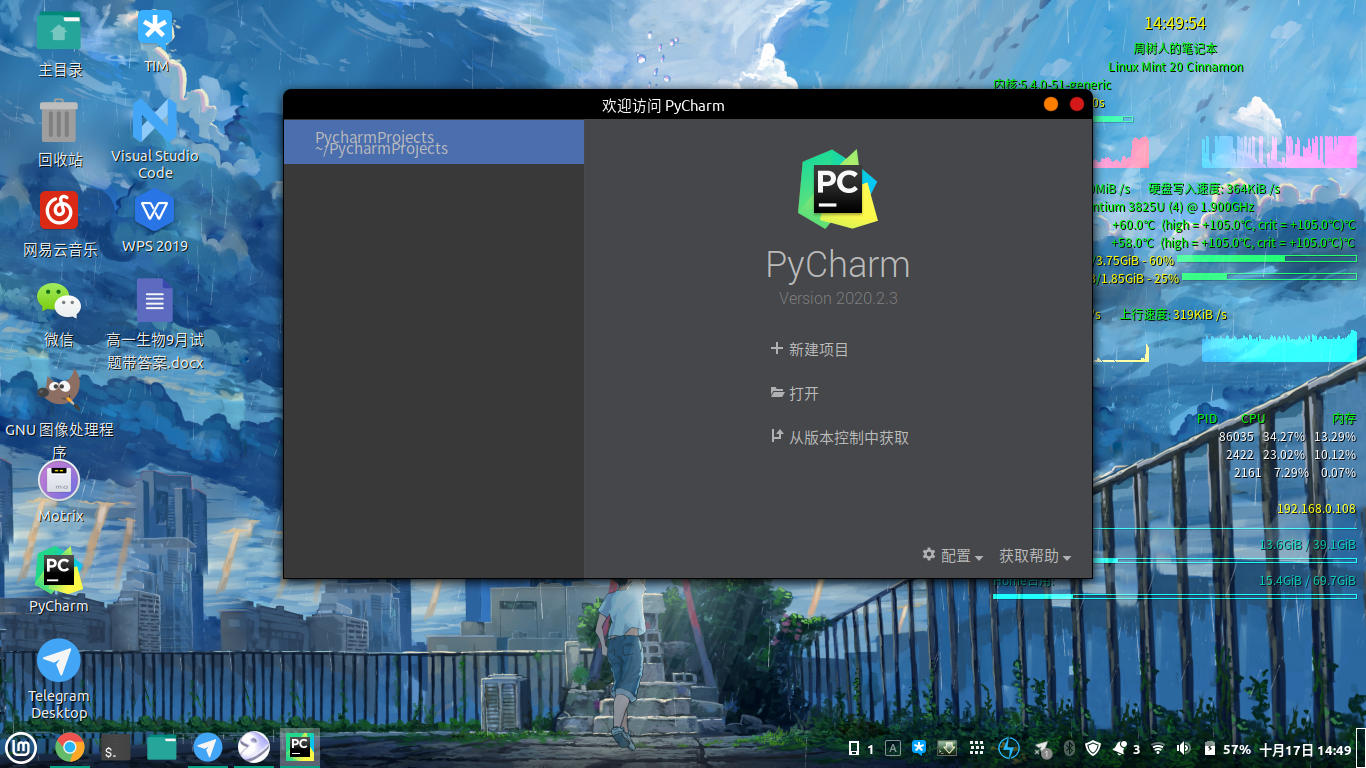 主目录
TIM
回收站
Visual Studio
Code
网易云音乐
WPS 2019
微信
高一生物9月试
题带答案.docx
GNU 图像处理程
序
Motrix
PC
PyCharm
Telegram
Desktop
欢迎访问 PyCharm
PycharmProjects
~/PycharmProjects
PC
PyCharm
Version 2020.2.3
新建项目
打开
从版本控制中获取
配置
获取帮助
14:49:54
周树人的笔记本
Linux Mint 20 Cinnamon
内核:5.4.0-51-generic
0s
MiB /s 硬盘写入速度: 364KiB /s
ntium 3825U (4) @ 1.900GHz
+60.0°C (high = +105.0°C, crit = +105.0°C)°C
+58.0°C (high = +105.0°C, crit = +105.0°C)°C
/3.75GiB - 60%
/1.85GiB - 25%
/s 上行速度: 319KiB /s
PID CPU 内存
86035 34.27% 13.29%
2422 23.02% 10.12%
2161 7.29% 0.07%
192.168.0.108
13.6GiB / 39.1GiB
15.4GiB / 69.7GiB
$_
PC
1
A
1
3
57%
十月17日 14:49